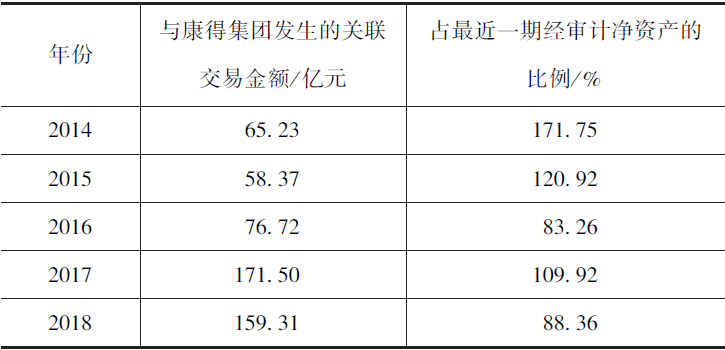 年份
与康得集团发生的关联
交易金额/亿元
占最近一期经审计净资产的
比例/%
2014 65.23 171.75
2015 58.37 120.92
2016 76.72 83.26
2017 171.50 109.92
2018 159.31 88.36